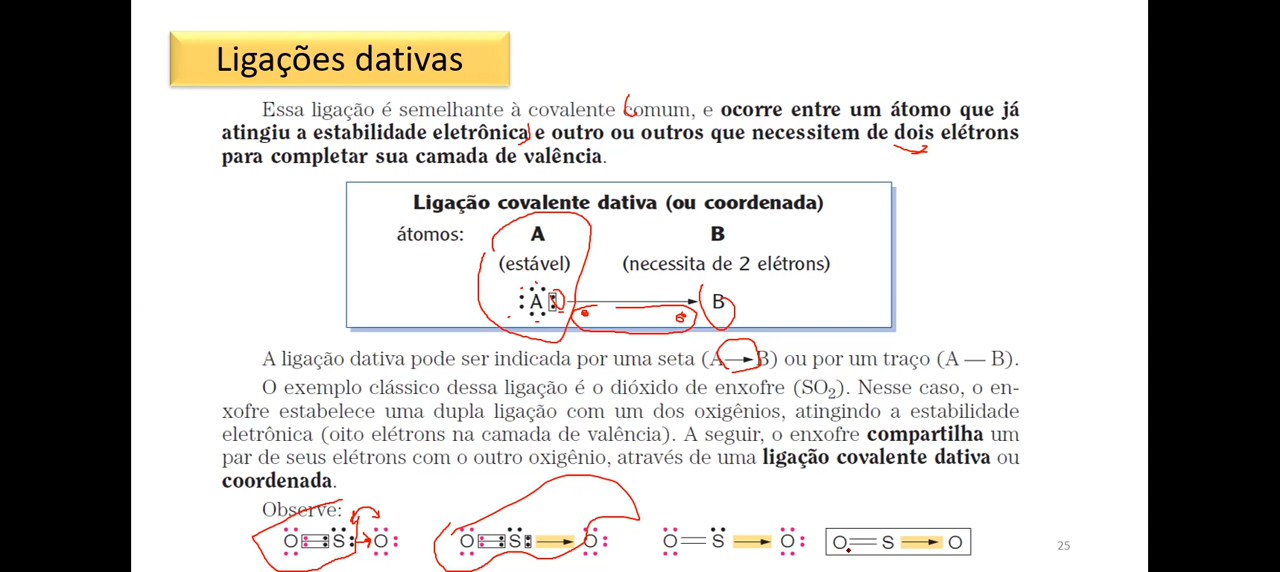 Ligações dativas
Essa ligação é semelhante à covalente comum, e ocorre entre um átomo que já
atingiu a estabilidade eletrônica e outro ou outros que necessitem de dois elétrons
para completar sua camada de valência.
Ligação covalente dativa (ou coordenada)
átomos: A B
(estável) (necessita de 2 elétrons)
A B
A ligação dativa pode ser indicada por uma seta (A → B) ou por um traço (A — B).
O exemplo clássico dessa ligação é o dióxido de enxofre (SO₂). Nesse caso, o en-
xofre estabelece uma dupla ligação com um dos oxigênios, atingindo a estabilidade
eletrônica (oito elétrons na camada de valência). A seguir, o enxofre compartilha um
par de seus elétrons com o outro oxigênio, através de uma ligação covalente dativa ou
coordenada.
Observe:
O S O O S → O O=S → O O=S → O
25